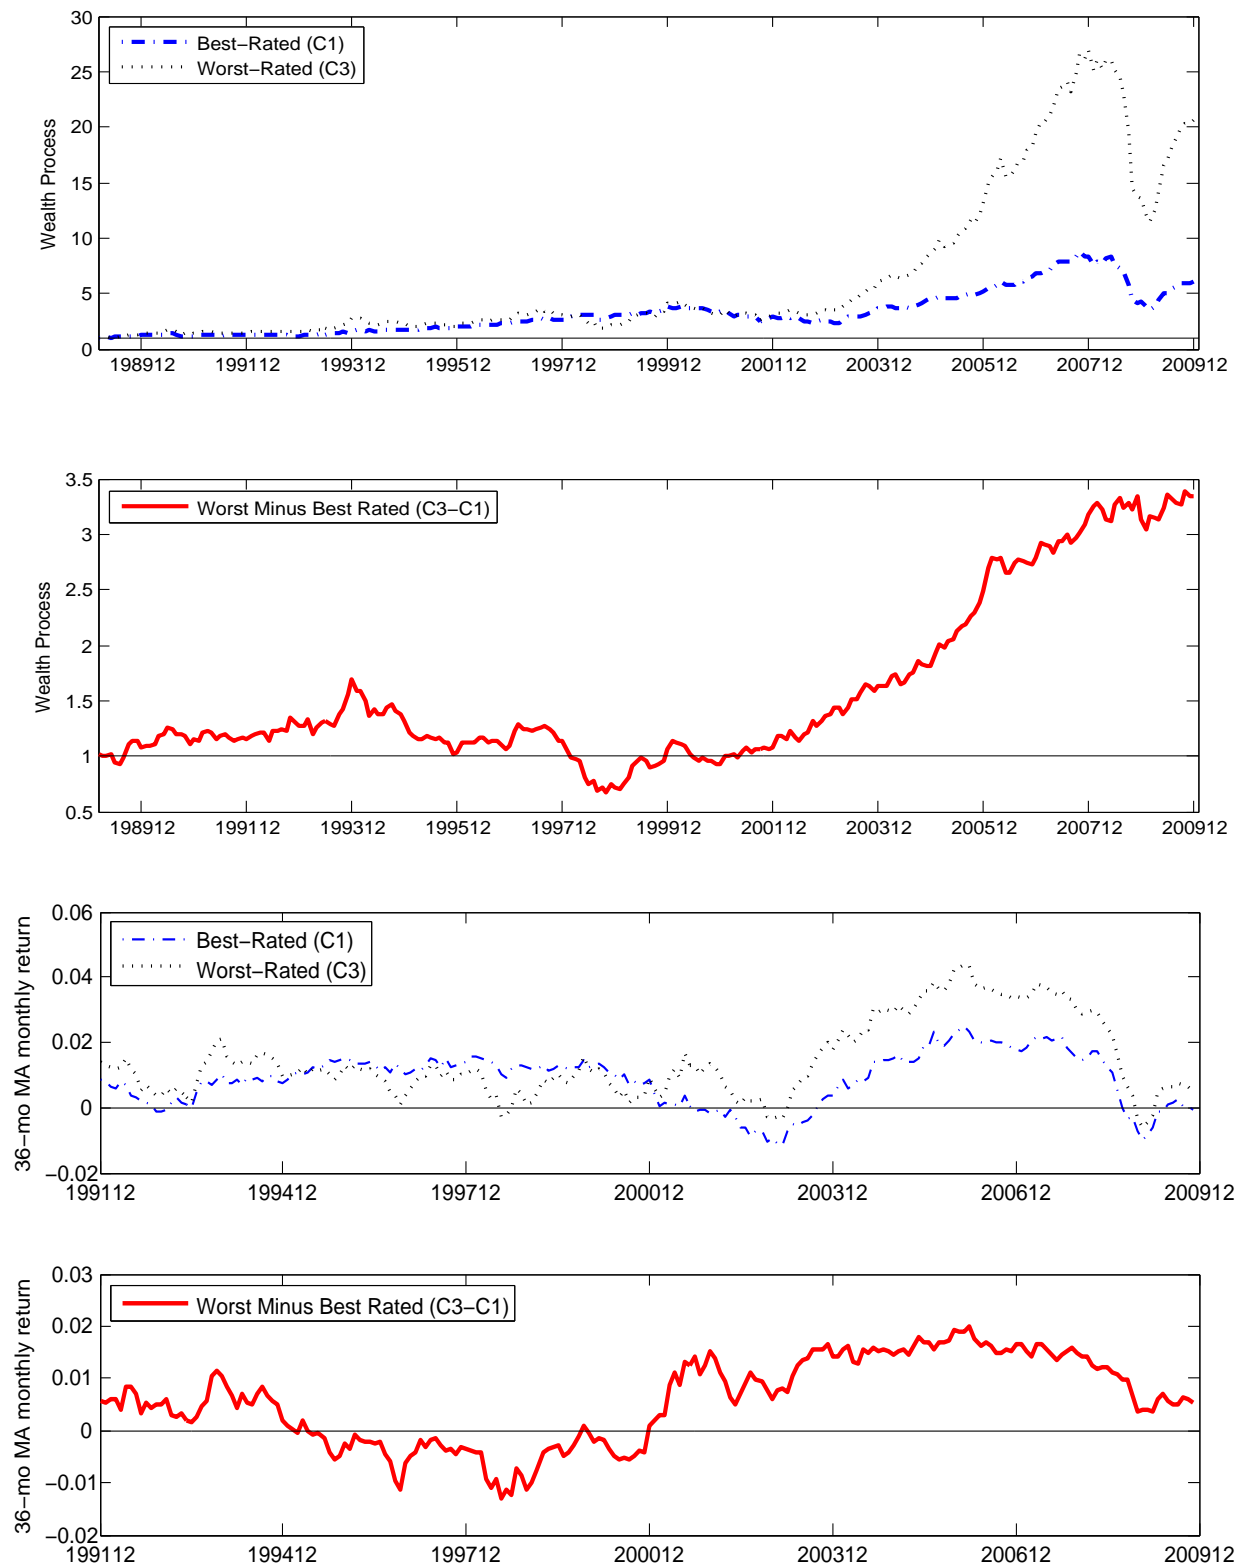 30
25
20
15
10
5
0
Wealth Process
Best−Rated (C1)
Worst−Rated (C3)
198912 199112 199312 199512 199712 199912 200112 200312 200512 200712 200912
3.5
3
2.5
2
1.5
1
0.5
Wealth Process
Worst Minus Best Rated (C3−C1)
198912 199112 199312 199512 199712 199912 200112 200312 200512 200712 200912
0.06
0.04
0.02
0
−0.02
36−mo MA monthly return
Best−Rated (C1)
Worst−Rated (C3)
199112 199412 199712 200012 200312 200612 200912
0.03
0.02
0.01
0
−0.01
−0.02
36−mo MA monthly return
Worst Minus Best Rated (C3−C1)
199112 199412 199712 200012 200312 200612 200912